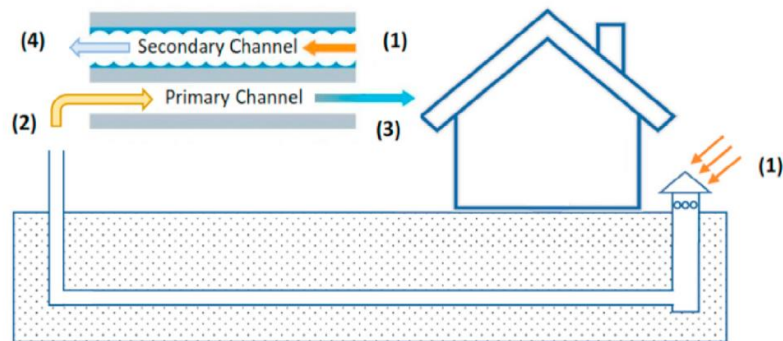 (4) Secondary Channel (1)
(2) Primary Channel (3)
(1)